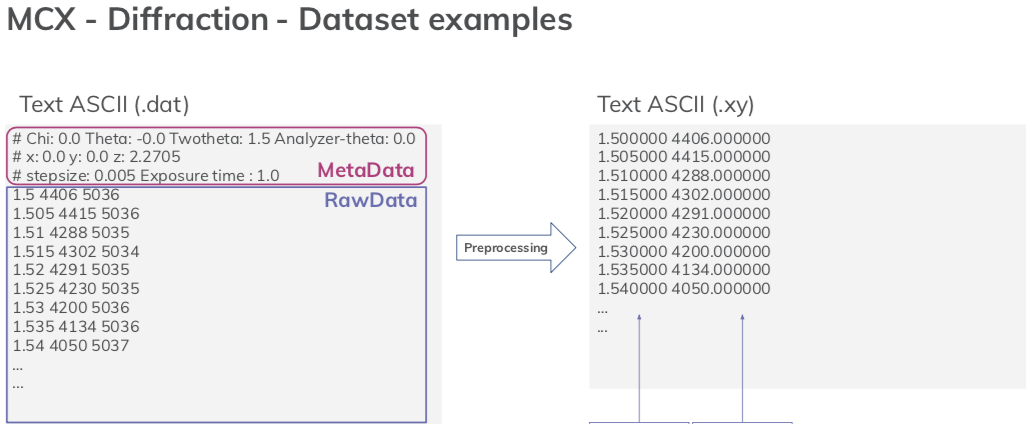 MCX - Diffraction - Dataset examples
Text ASCII (.dat)
# Chi: 0.0 Theta: -0.0 Twotheta: 1.5 Analyzer-theta: 0.0
# x: 0.0 y: 0.0 z: 2.2705
# stepsize: 0.005 Exposure time : 1.0
MetaData
1.5 4406 5036
RawData
1.505 4415 5036
1.51 4288 5035
1.515 4302 5034
1.52 4291 5035
1.525 4230 5035
1.53 4200 5036
1.535 4134 5036
1.54 4050 5037
...
...
Preprocessing
Text ASCII (.xy)
1.500000 4406.000000
1.505000 4415.000000
1.510000 4288.000000
1.515000 4302.000000
1.520000 4291.000000
1.525000 4230.000000
1.530000 4200.000000
1.535000 4134.000000
1.540000 4050.000000
...
...